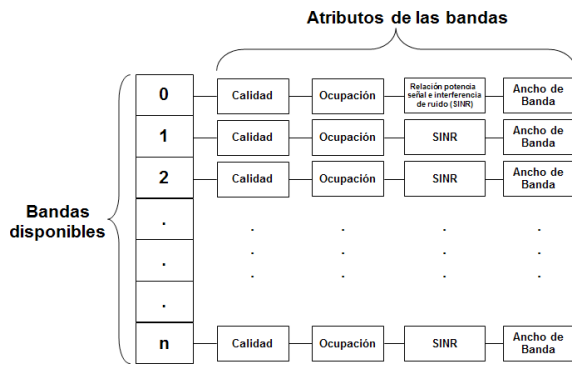 Atributos de las bandas
Bandas
disponibles
0
Calidad
Ocupación
Relación potencia
señal e interferencia
de ruido (SINR)
Ancho de
Banda
1
Calidad
Ocupación
SINR
Ancho de
Banda
2
Calidad
Ocupación
SINR
Ancho de
Banda
. . . . .
. . . . .
. . . . .
n
Calidad
Ocupación
SINR
Ancho de
Banda